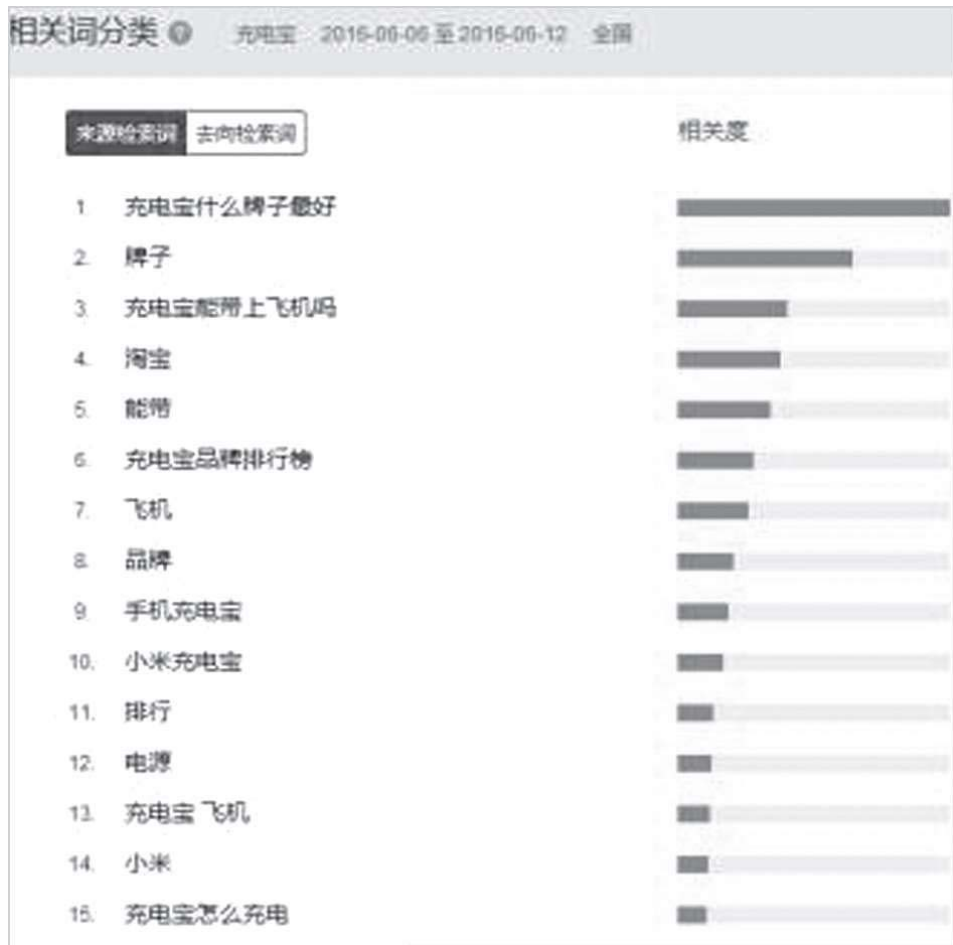 相关词分类 ? 充电宝 2016-06-06 至 2016-06-12 全国
来源检索词 去向检索词 相关度
1. 充电宝什么牌子最好
2. 牌子
3. 充电宝能带上飞机吗
4. 淘宝
5. 能带
6. 充电宝品牌排行榜
7. 飞机
8. 品牌
9. 手机充电宝
10. 小米充电宝
11. 排行
12. 电源
13. 充电宝 飞机
14. 小米
15. 充电宝怎么充电